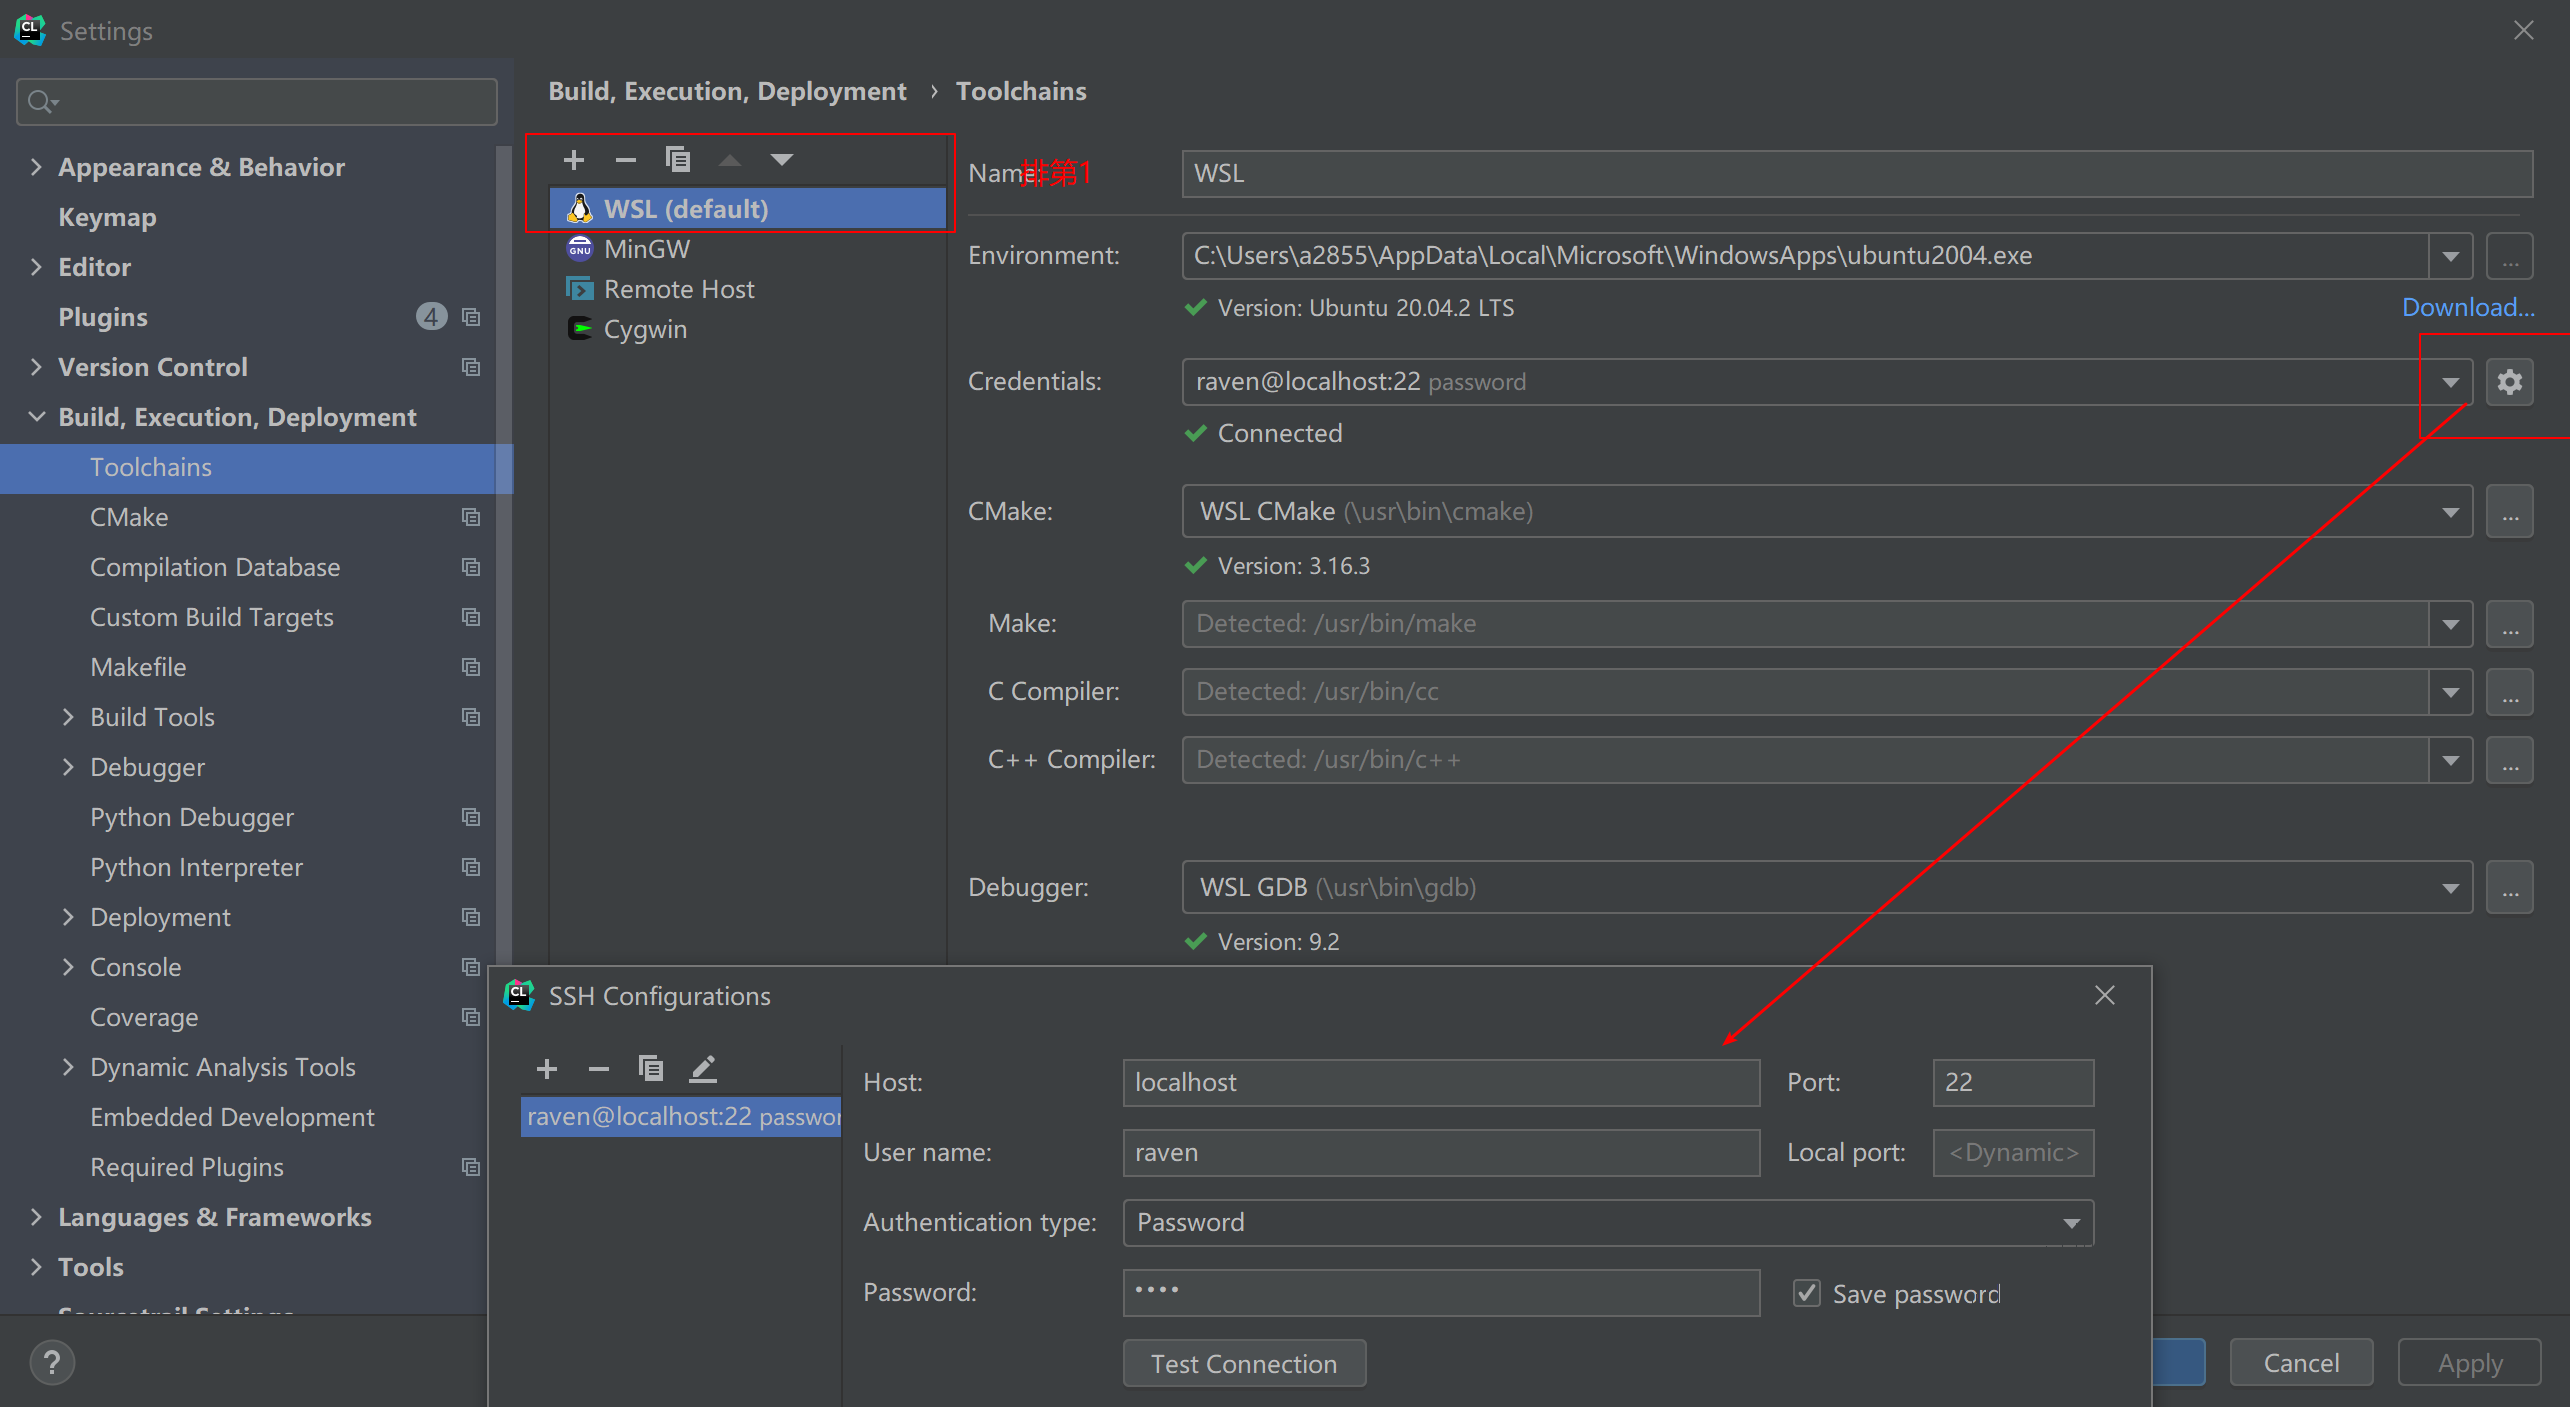 Settings
Build, Execution, Deployment › Toolchains
Appearance & Behavior
Keymap
Editor
Plugins 4
Version Control
Build, Execution, Deployment
Toolchains
CMake
Compilation Database
Custom Build Targets
Makefile
Build Tools
Debugger
Python Debugger
Python Interpreter
Deployment
Console
Coverage
Dynamic Analysis Tools
Embedded Development
Required Plugins
Languages & Frameworks
Tools
Sourcetrail Settings
WSL (default)
MinGW
Remote Host
Cygwin
排第1
Name: WSL
Environment: C:\Users\a2855\AppData\Local\Microsoft\WindowsApps\ubuntu2004.exe ...
Version: Ubuntu 20.04.2 LTS Download...
Credentials: raven@localhost:22 password
Connected
CMake: WSL CMake (\usr\bin\cmake) ...
Version: 3.16.3
Make: Detected: /usr/bin/make ...
C Compiler: Detected: /usr/bin/cc ...
C++ Compiler: Detected: /usr/bin/c++ ...
Debugger: WSL GDB (\usr\bin\gdb) ...
Version: 9.2
SSH Configurations
raven@localhost:22 passwor
Host: localhost Port: 22
User name: raven Local port: <Dynamic>
Authentication type: Password
Password: •••• Save password
Test Connection
? Cancel Apply